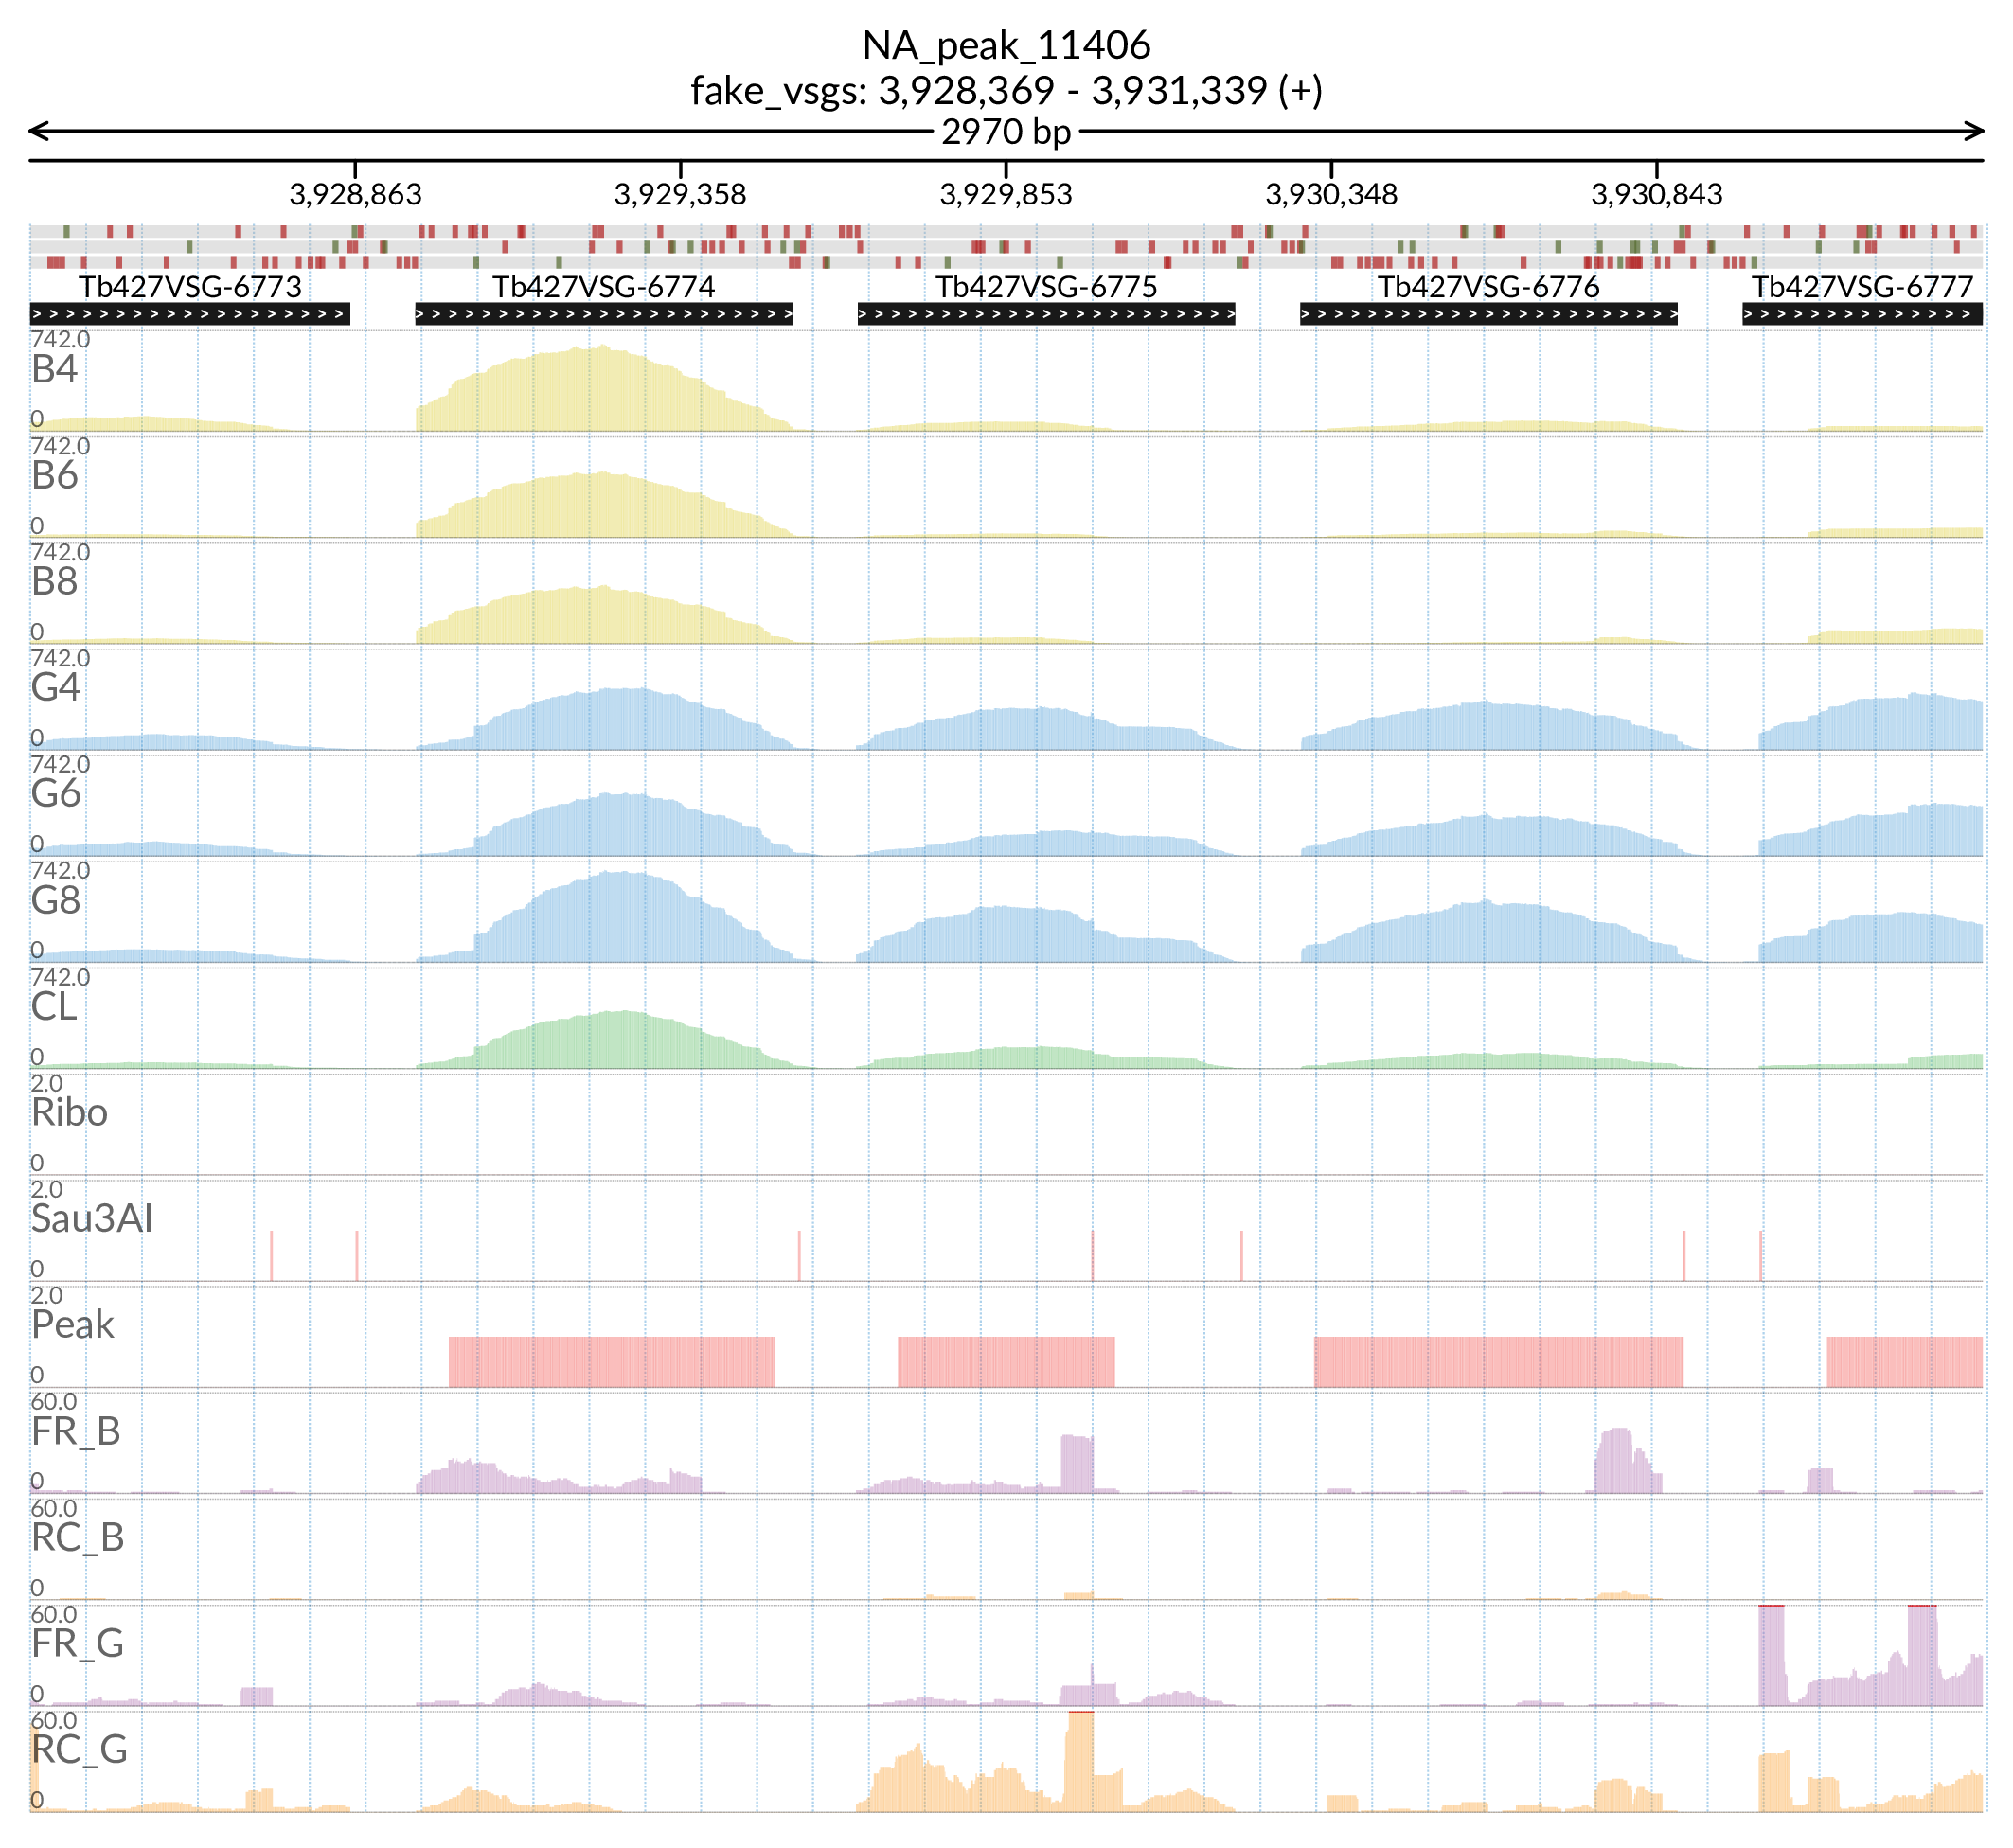 NA_peak_11406
fake_vsgs: 3,928,369 - 3,931,339 (+)
2970 bp
3,928,863 3,929,358 3,929,853 3,930,348 3,930,843
Tb427VSG-6773 Tb427VSG-6774 Tb427VSG-6775 Tb427VSG-6776 Tb427VSG-6777
742.0
B4
0
742.0
B6
0
742.0
B8
0
742.0
G4
0
742.0
G6
0
742.0
G8
0
742.0
CL
0
2.0
Ribo
0
2.0
Sau3AI
0
2.0
Peak
0
60.0
FR_B
0
60.0
RC_B
0
60.0
FR_G
0
60.0
RC_G
0